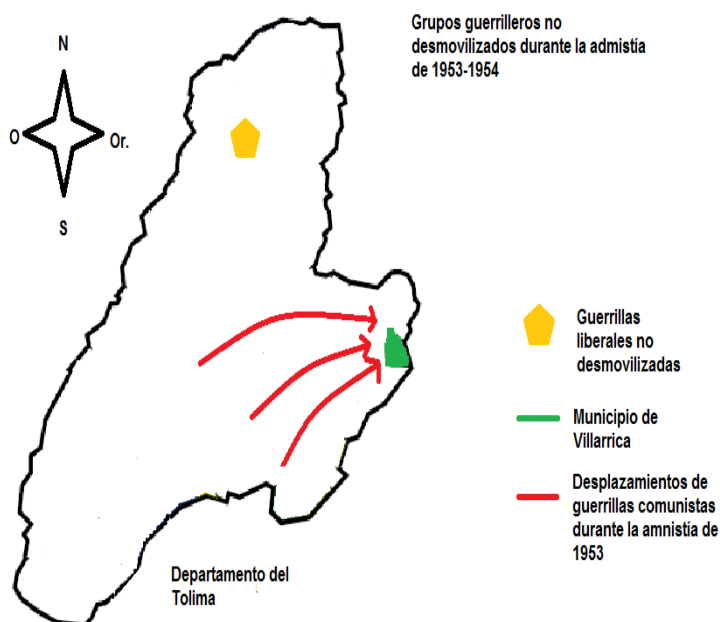 Grupos guerrilleros no
desmovilizados durante la admistía
de 1953-1954
N
O
Or.
S
Guerrillas
liberales no
desmovilizadas
Municipio de
Villarrica
Desplazamientos de
guerrillas comunistas
durante la amnistía de
1953
Departamento del
Tolima